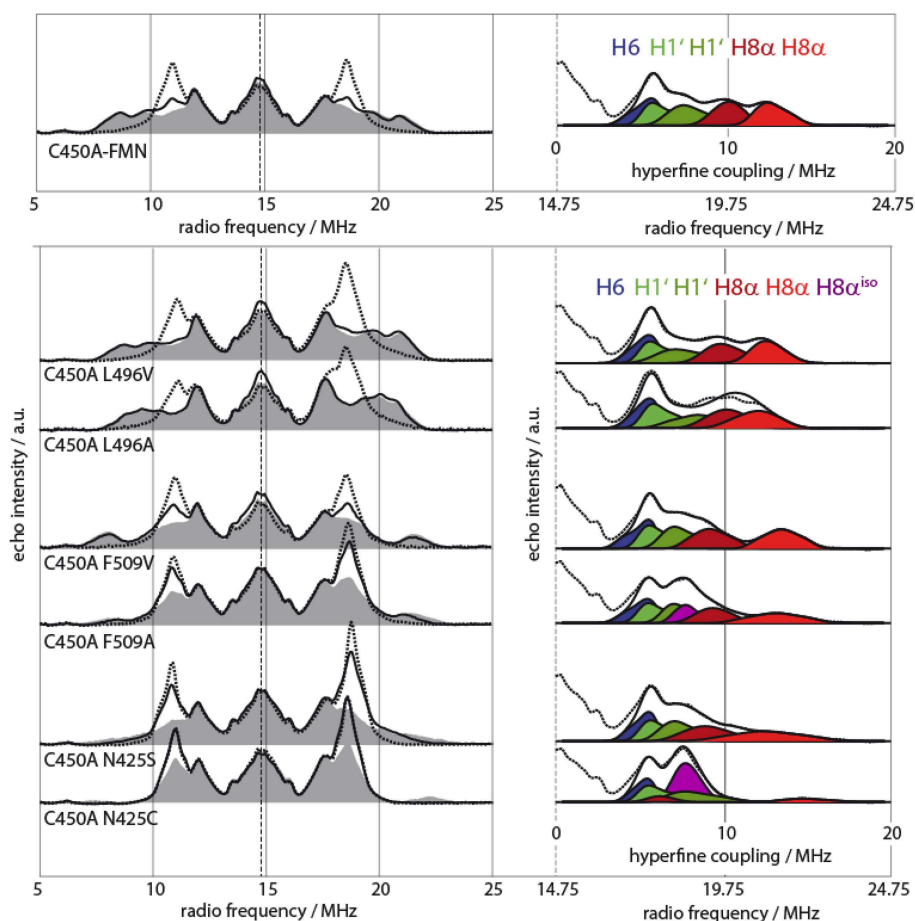 H6 H1‘ H1‘ H8α H8α
C450A-FMN
0 10 20
hyperfine coupling / MHz
5 10 15 20 25 14.75 19.75 24.75
radio frequency / MHz radio frequency / MHz
H6 H1‘ H1‘ H8α H8α H8αiso
C450A L496V
C450A L496A
echo intensity / a.u. echo intensity / a.u.
C450A F509V
C450A F509A
C450A N425S
C450A N425C
0 10 20
hyperfine coupling / MHz
5 10 15 20 25 14.75 19.75 24.75
radio frequency / MHz radio frequency / MHz